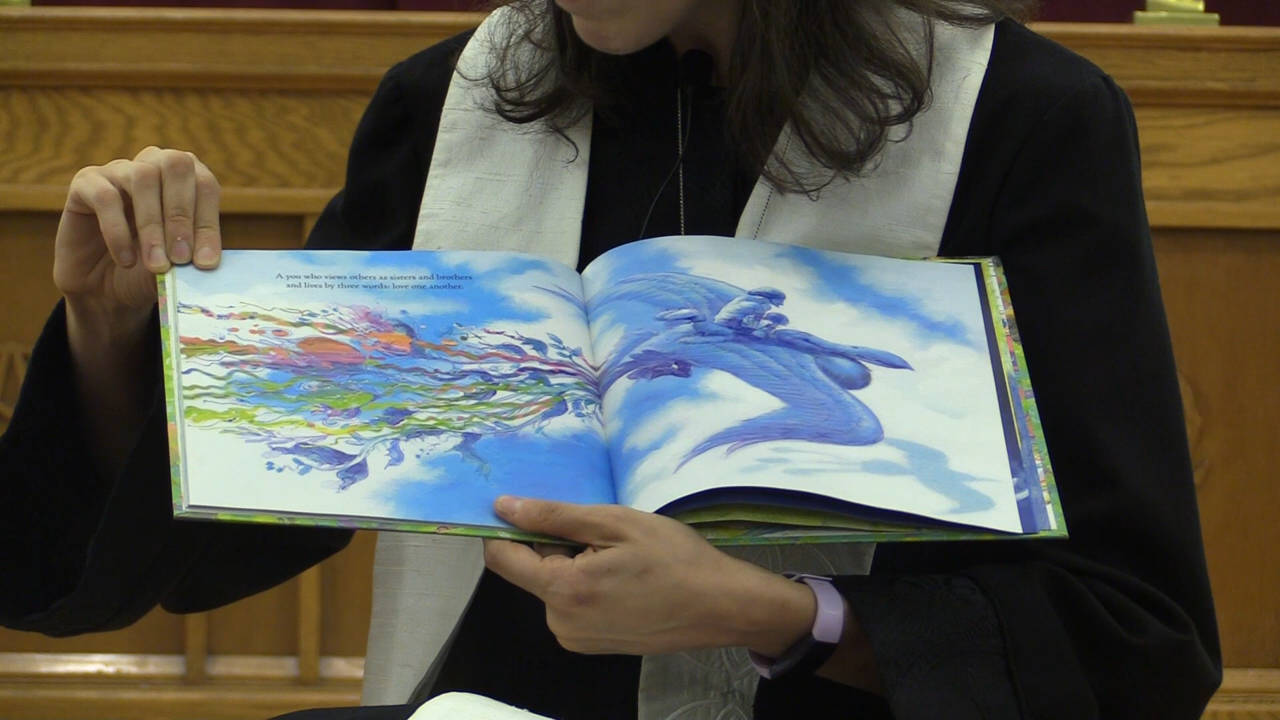 A you who views others as sisters and brothers
and lives by three words: love one another.